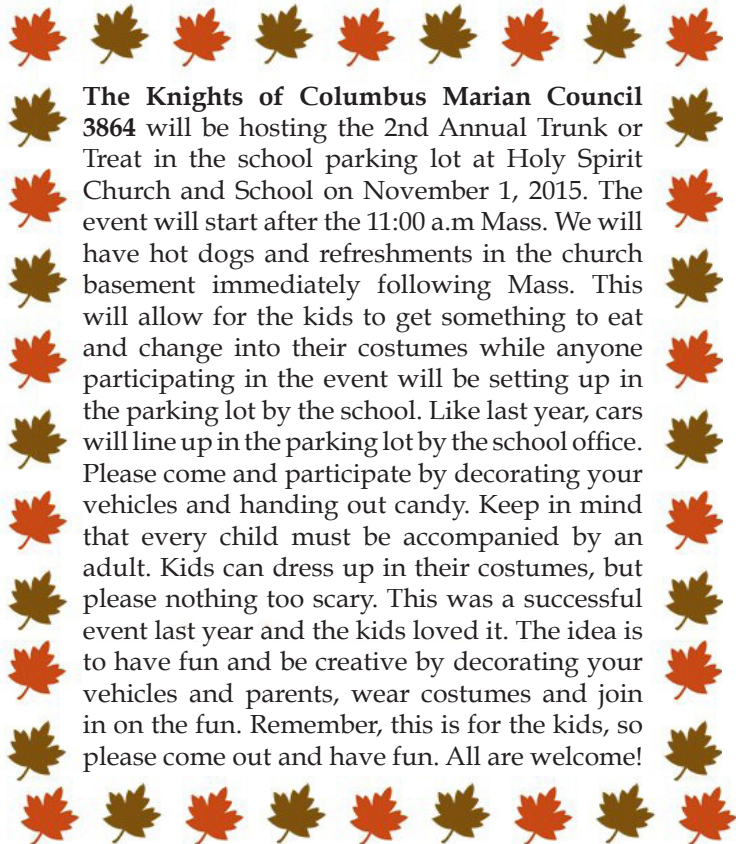 The Knights of Columbus Marian Council
3864 will be hosting the 2nd Annual Trunk or
Treat in the school parking lot at Holy Spirit
Church and School on November 1, 2015. The
event will start after the 11:00 a.m Mass. We will
have hot dogs and refreshments in the church
basement immediately following Mass. This
will allow for the kids to get something to eat
and change into their costumes while anyone
participating in the event will be setting up in
the parking lot by the school. Like last year, cars
will line up in the parking lot by the school office.
Please come and participate by decorating your
vehicles and handing out candy. Keep in mind
that every child must be accompanied by an
adult. Kids can dress up in their costumes, but
please nothing too scary. This was a successful
event last year and the kids loved it. The idea is
to have fun and be creative by decorating your
vehicles and parents, wear costumes and join
in on the fun. Remember, this is for the kids, so
please come out and have fun. All are welcome!